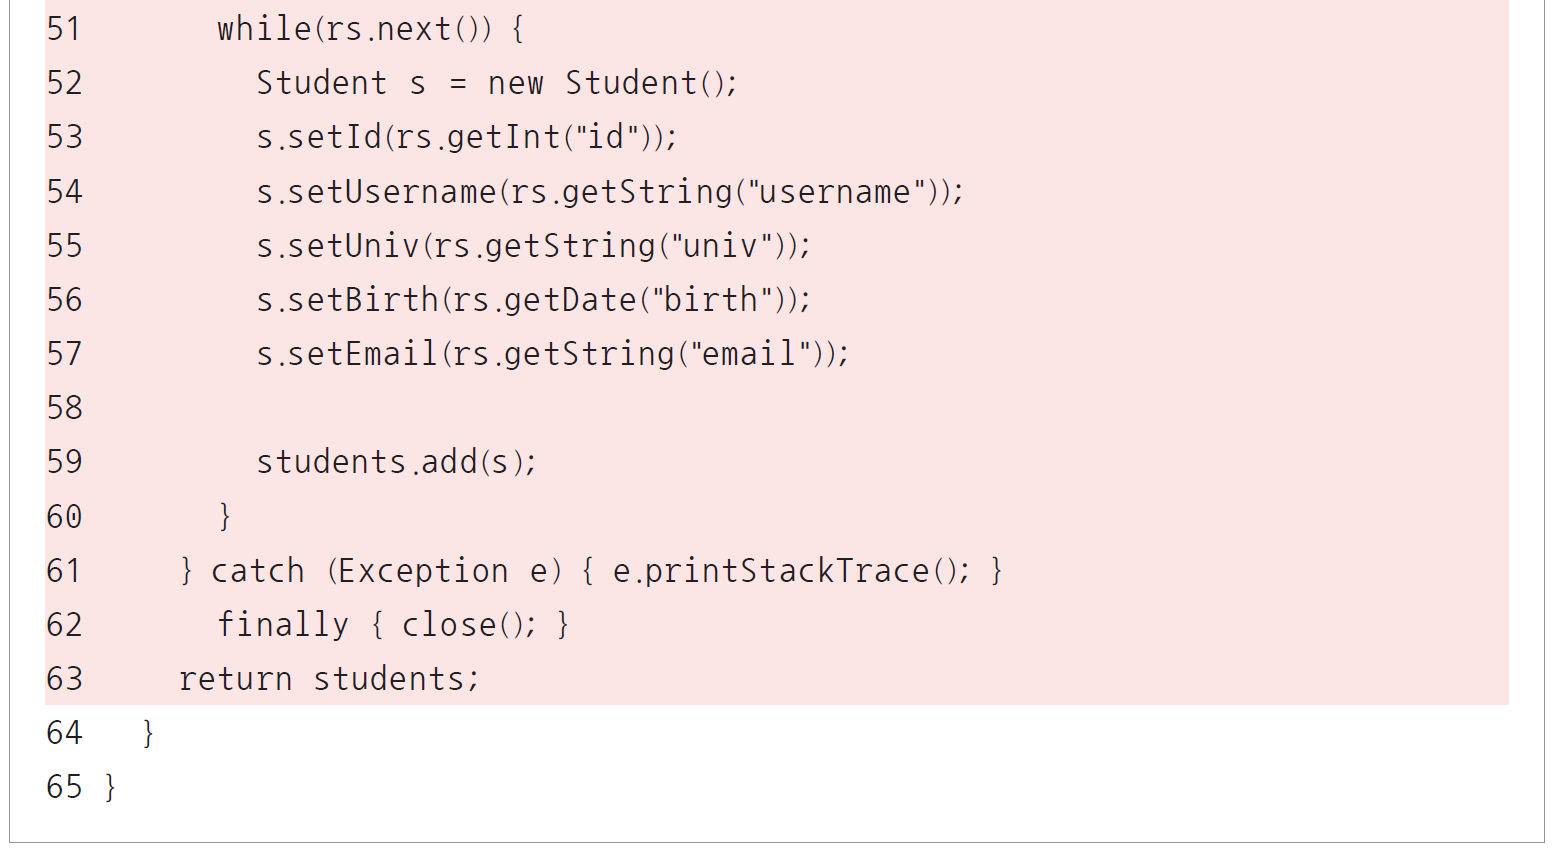 51       while(rs.next()) {
52         Student s = new Student();
53         s.setId(rs.getInt("id"));
54         s.setUsername(rs.getString("username"));
55         s.setUniv(rs.getString("univ"));
56         s.setBirth(rs.getDate("birth"));
57         s.setEmail(rs.getString("email"));
58
59         students.add(s);
60       }
61     } catch (Exception e) { e.printStackTrace(); }
62       finally { close(); }
63     return students;
64   }
65 }